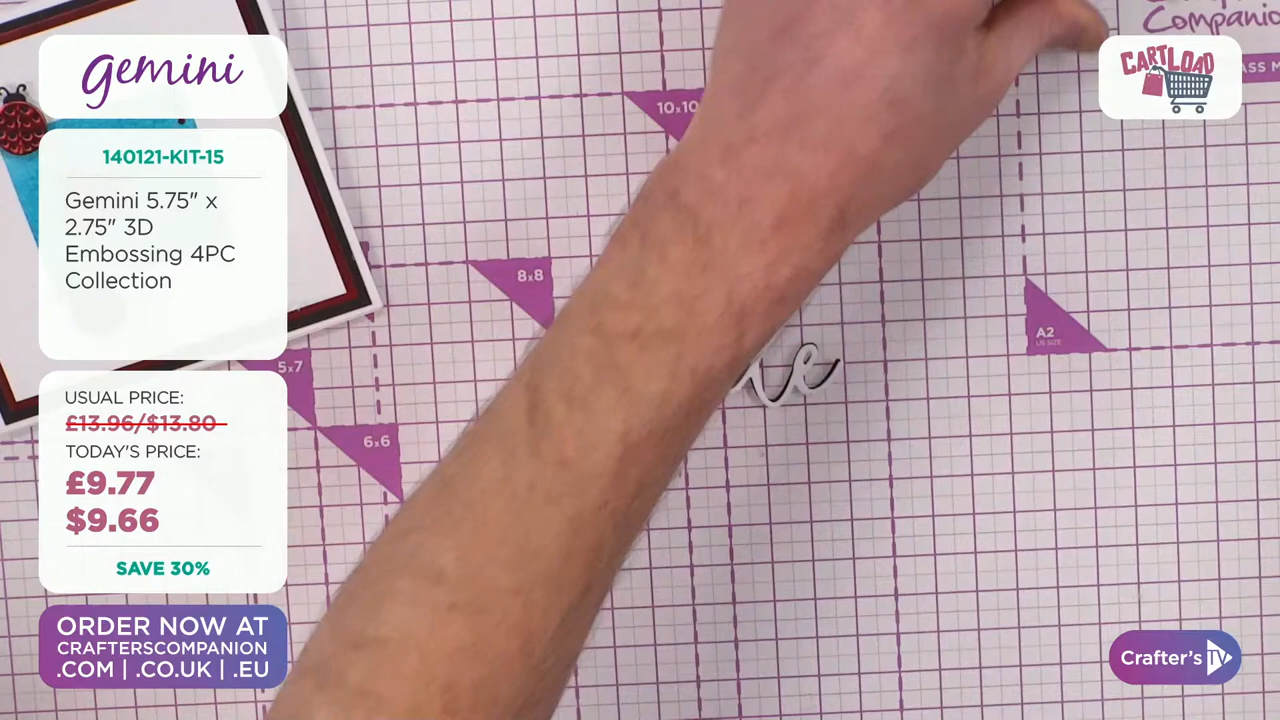 gemini
140121-KIT-15
Gemini 5.75" x
2.75" 3D
Embossing 4PC
Collection
USUAL PRICE:
£13.96/$13.80
TODAY'S PRICE:
£9.77
$9.66
SAVE 30%
ORDER NOW AT
CRAFTERSCOMPANION
.COM | .CO.UK | .EU
10x10
8x8
5x7
6x6
A2
US SIZE
CARTLOAD
Crafter's TV